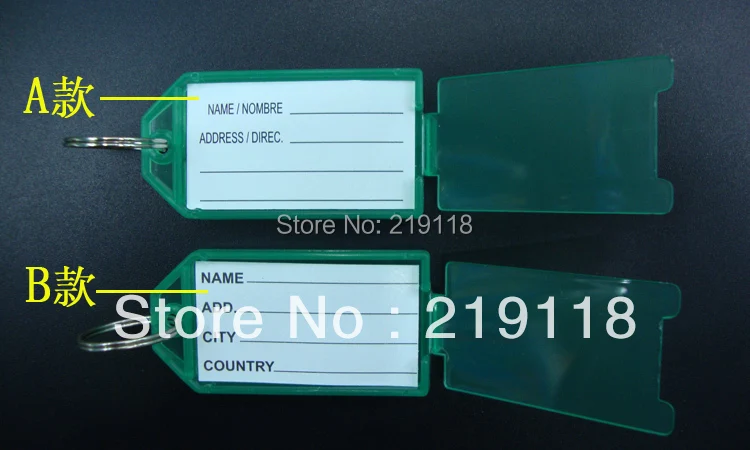 A款
NAME / NOMBRE
ADDRESS / DIREC.
Store No: 219118
B款
NAME
ADD.
CITY
COUNTRY
Store No : 219118